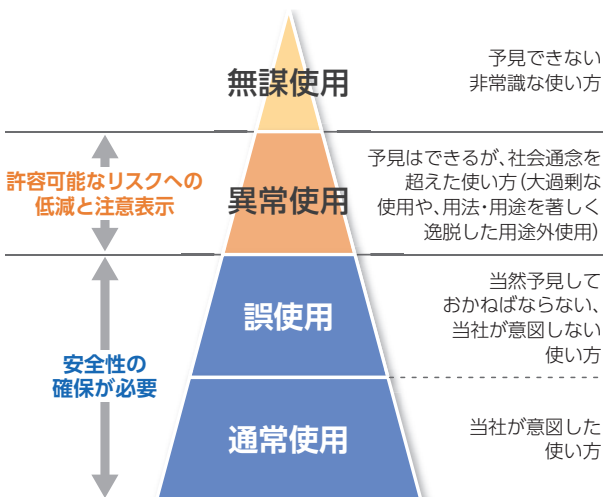 無謀使用
予見できない
非常識な使い方
許容可能なリスクへの
低減と注意表示
異常使用
予見はできるが、社会通念を
超えた使い方（大過剰な
使用や、用法・用途を著しく
逸脱した用途外使用）
安全性の
確保が必要
誤使用
当然予見して
おかねばならない、
当社が意図しない
使い方
通常使用
当社が意図した
使い方